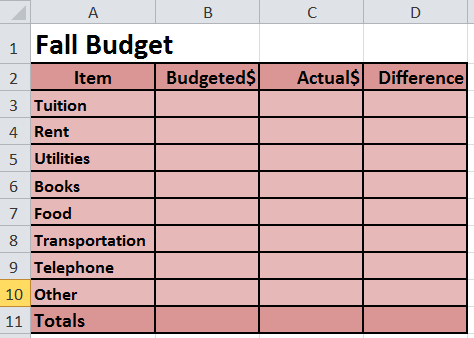 A B C D
1 Fall Budget
2 Item Budgeted$ Actual$ Difference
3 Tuition
4 Rent
5 Utilities
6 Books
7 Food
8 Transportation
9 Telephone
10 Other
11 Totals